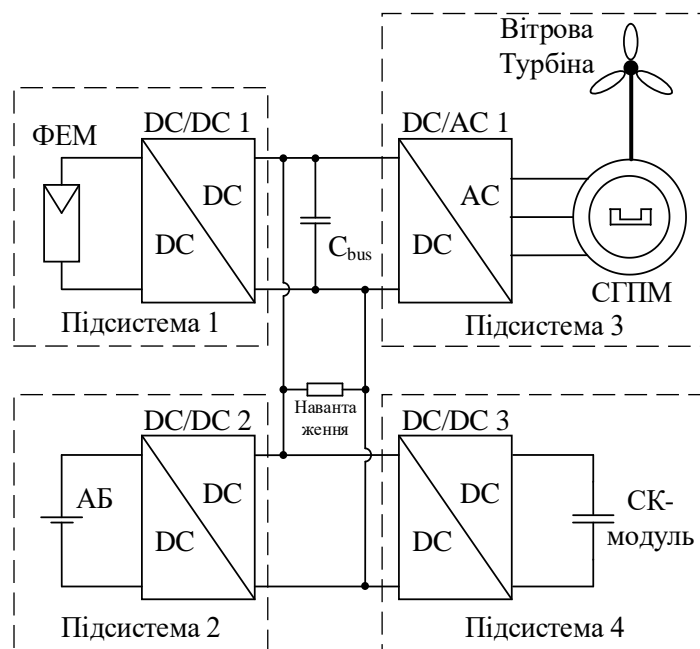 Вітрова
Турбіна
ФЕМ
DC/DC 1
DC
DC
Підсистема 1
C_bus
DC/AC 1
AC
DC
СГПМ
Підсистема 3
Наванта
ження
АБ
DC/DC 2
DC
DC
Підсистема 2
DC/DC 3
DC
DC
СК-
модуль
Підсистема 4